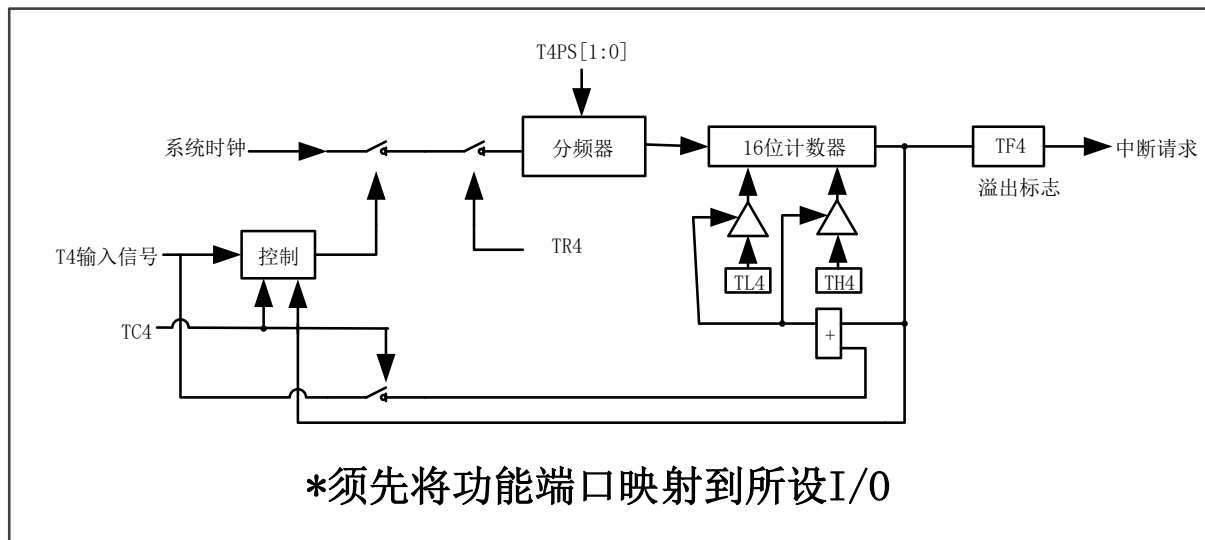 T4PS[1:0]
系统时钟
分频器
16位计数器
TF4
中断请求
溢出标志
T4输入信号
控制
TR4
TL4
TH4
TC4
+
*须先将功能端口映射到所设I/O